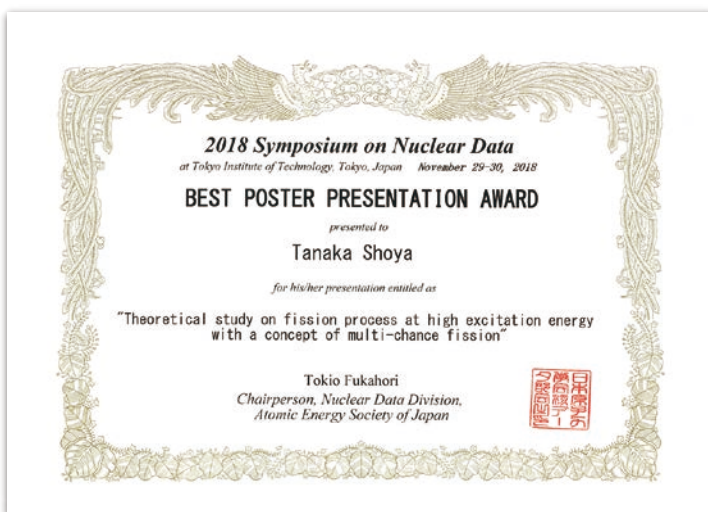 2018 Symposium on Nuclear Data
at Tokyo Institute of Technology, Tokyo, Japan November 29-30, 2018
BEST POSTER PRESENTATION AWARD
presented to
Tanaka Shoya
for his/her presentation entitled as
"Theoretical study on fission process at high excitation energy
with a concept of multi-chance fission"
Tokio Fukahori
Chairperson, Nuclear Data Division,
Atomic Energy Society of Japan